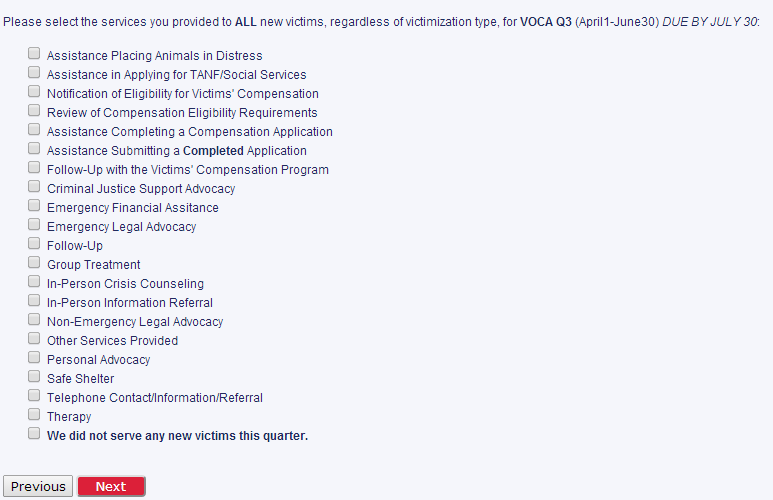 Please select the services you provided to ALL new victims, regardless of victimization type, for VOCA Q3 (April1-June30) DUE BY JULY 30:
Assistance Placing Animals in Distress
Assistance in Applying for TANF/Social Services
Notification of Eligibility for Victims' Compensation
Review of Compensation Eligibility Requirements
Assistance Completing a Compensation Application
Assistance Submitting a Completed Application
Follow-Up with the Victims' Compensation Program
Criminal Justice Support Advocacy
Emergency Financial Assitance
Emergency Legal Advocacy
Follow-Up
Group Treatment
In-Person Crisis Counseling
In-Person Information Referral
Non-Emergency Legal Advocacy
Other Services Provided
Personal Advocacy
Safe Shelter
Telephone Contact/Information/Referral
Therapy
We did not serve any new victims this quarter.
Previous Next